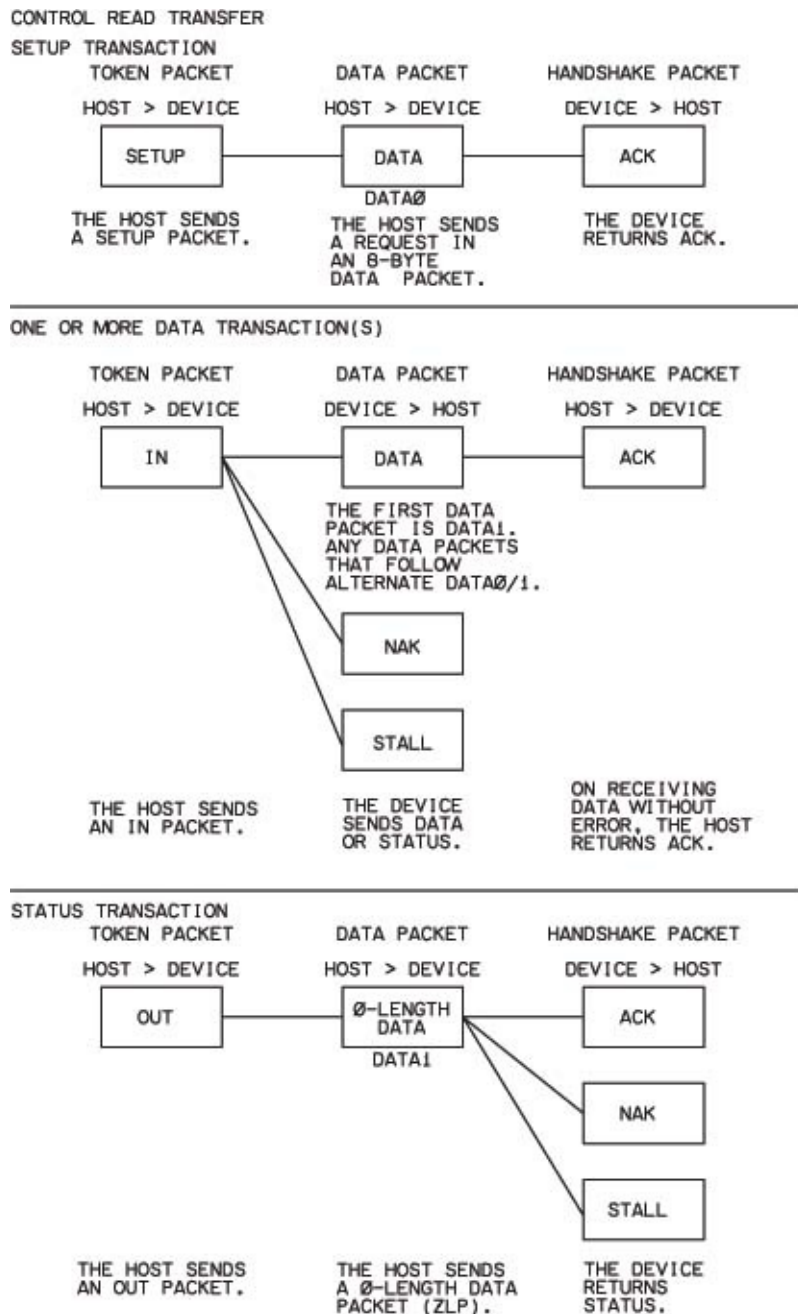 CONTROL READ TRANSFER
SETUP TRANSACTION
TOKEN PACKET DATA PACKET HANDSHAKE PACKET
HOST > DEVICE HOST > DEVICE DEVICE > HOST
SETUP DATA ACK
DATAØ
THE HOST SENDS
A SETUP PACKET.
THE HOST SENDS
A REQUEST IN
AN 8-BYTE
DATA PACKET.
THE DEVICE
RETURNS ACK.
ONE OR MORE DATA TRANSACTION(S)
TOKEN PACKET DATA PACKET HANDSHAKE PACKET
HOST > DEVICE DEVICE > HOST HOST > DEVICE
IN DATA ACK
THE FIRST DATA
PACKET IS DATA1.
ANY DATA PACKETS
THAT FOLLOW
ALTERNATE DATAØ/1.
NAK
STALL
THE HOST SENDS
AN IN PACKET.
THE DEVICE
SENDS DATA
OR STATUS.
ON RECEIVING
DATA WITHOUT
ERROR, THE HOST
RETURNS ACK.
STATUS TRANSACTION
TOKEN PACKET DATA PACKET HANDSHAKE PACKET
HOST > DEVICE HOST > DEVICE DEVICE > HOST
OUT Ø-LENGTH
DATA ACK
DATA1
NAK
STALL
THE HOST SENDS
AN OUT PACKET.
THE HOST SENDS
A Ø-LENGTH DATA
PACKET (ZLP).
THE DEVICE
RETURNS
STATUS.